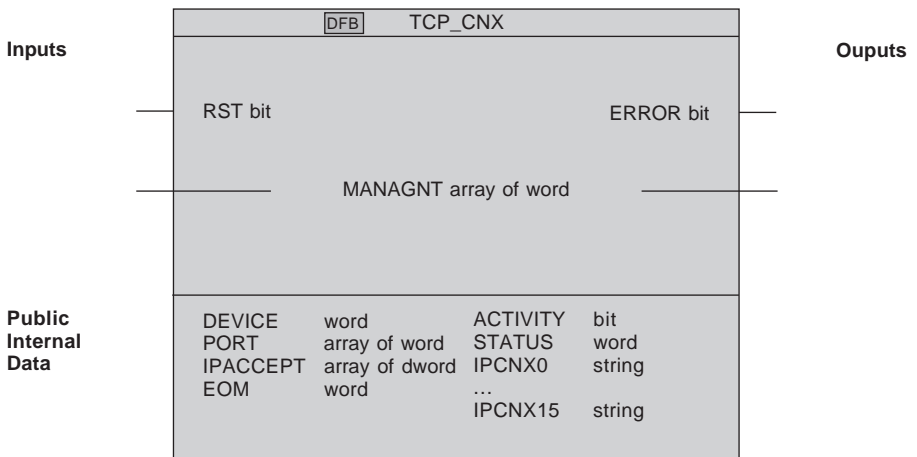 DFB TCP_CNX
Inputs
Ouputs
RST bit
ERROR bit
MANAGNT array of word
Public
Internal
Data
DEVICE word ACTIVITY bit
PORT array of word STATUS word
IPACCEPT array of dword IPCNX0 string
EOM word ...
IPCNX15 string